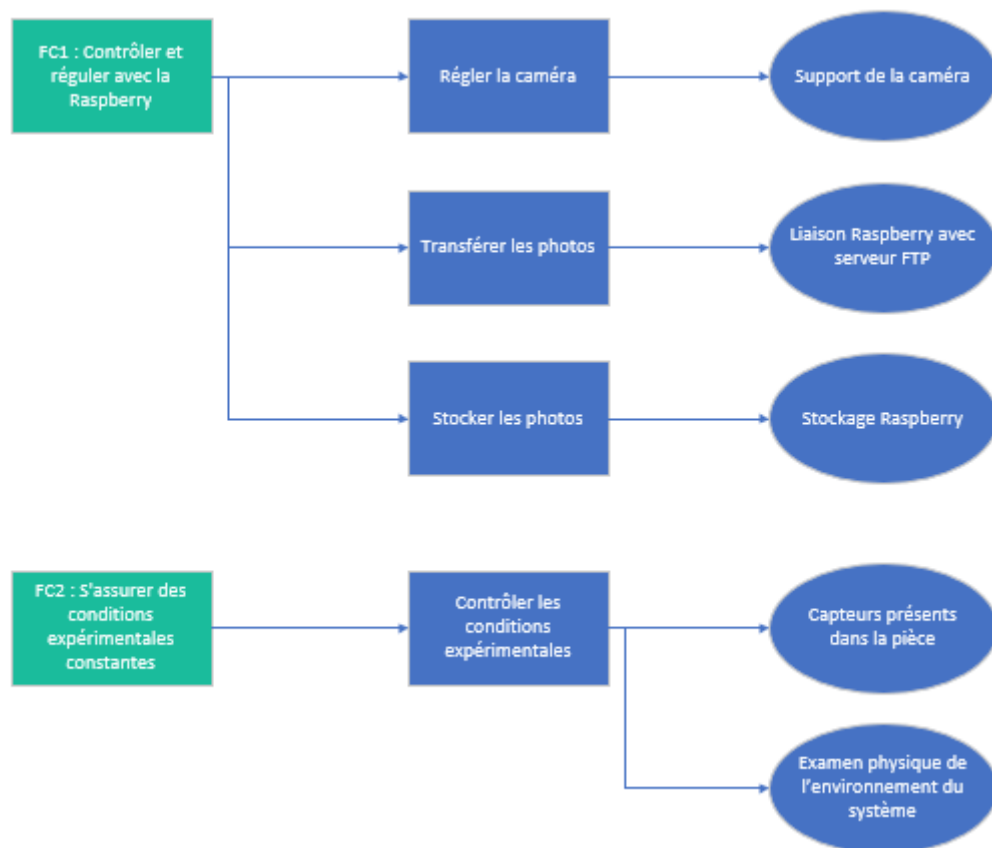 FC1 : Contrôler et
réguler avec la
Raspberry
Régler la caméra
Support de la caméra
Transférer les photos
Liaison Raspberry avec
serveur FTP
Stocker les photos
Stockage Raspberry
FC2 : S'assurer des
conditions
expérimentales
constantes
Contrôler les
conditions
expérimentales
Capteurs présents
dans la pièce
Examen physique de
l'environnement du
système